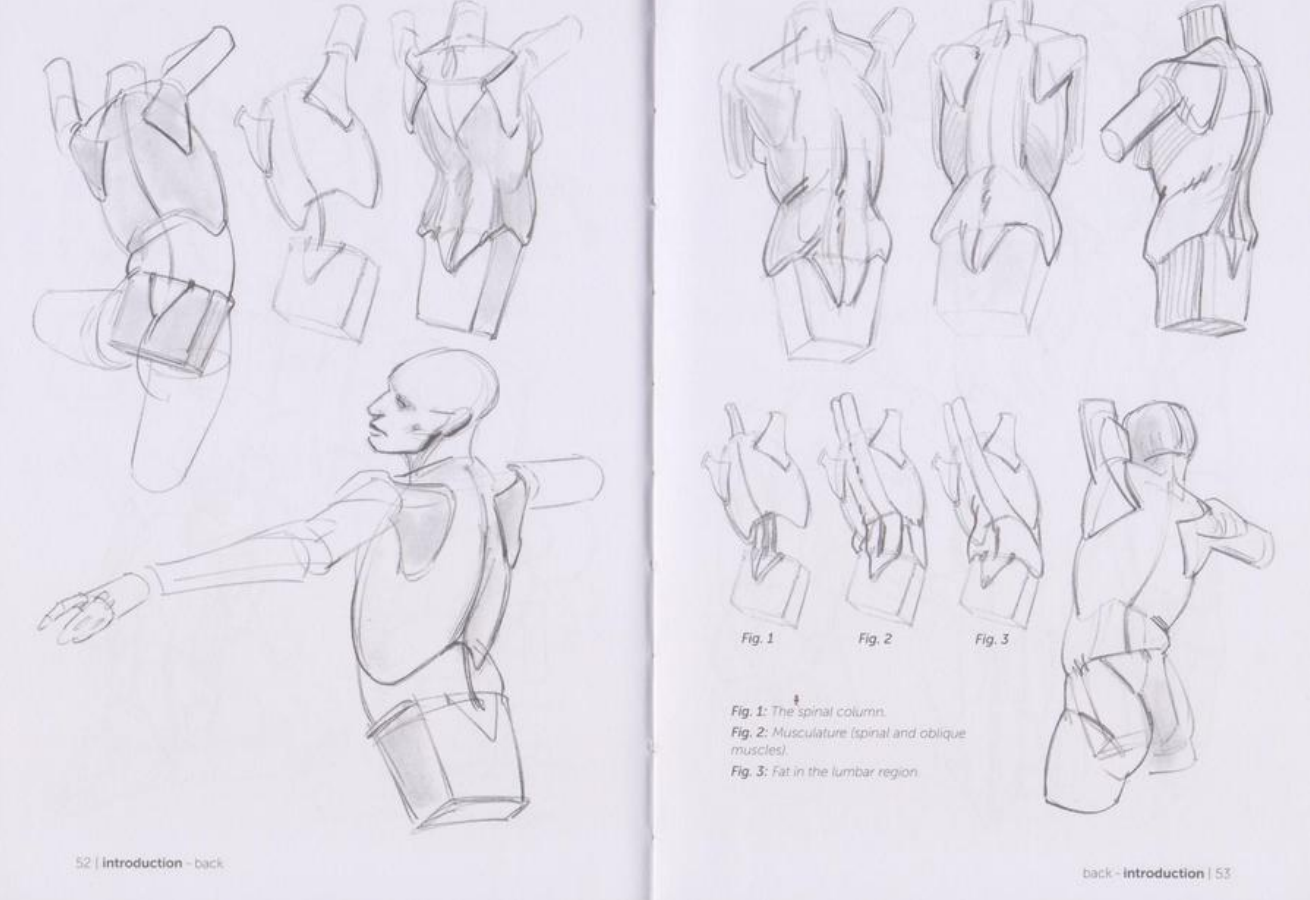 Fig. 1
Fig. 2
Fig. 3
Fig. 1: The spinal column.
Fig. 2: Musculature (spinal and oblique
muscles).
Fig. 3: Fat in the lumbar region.
52 | introduction - back
back - introduction | 53